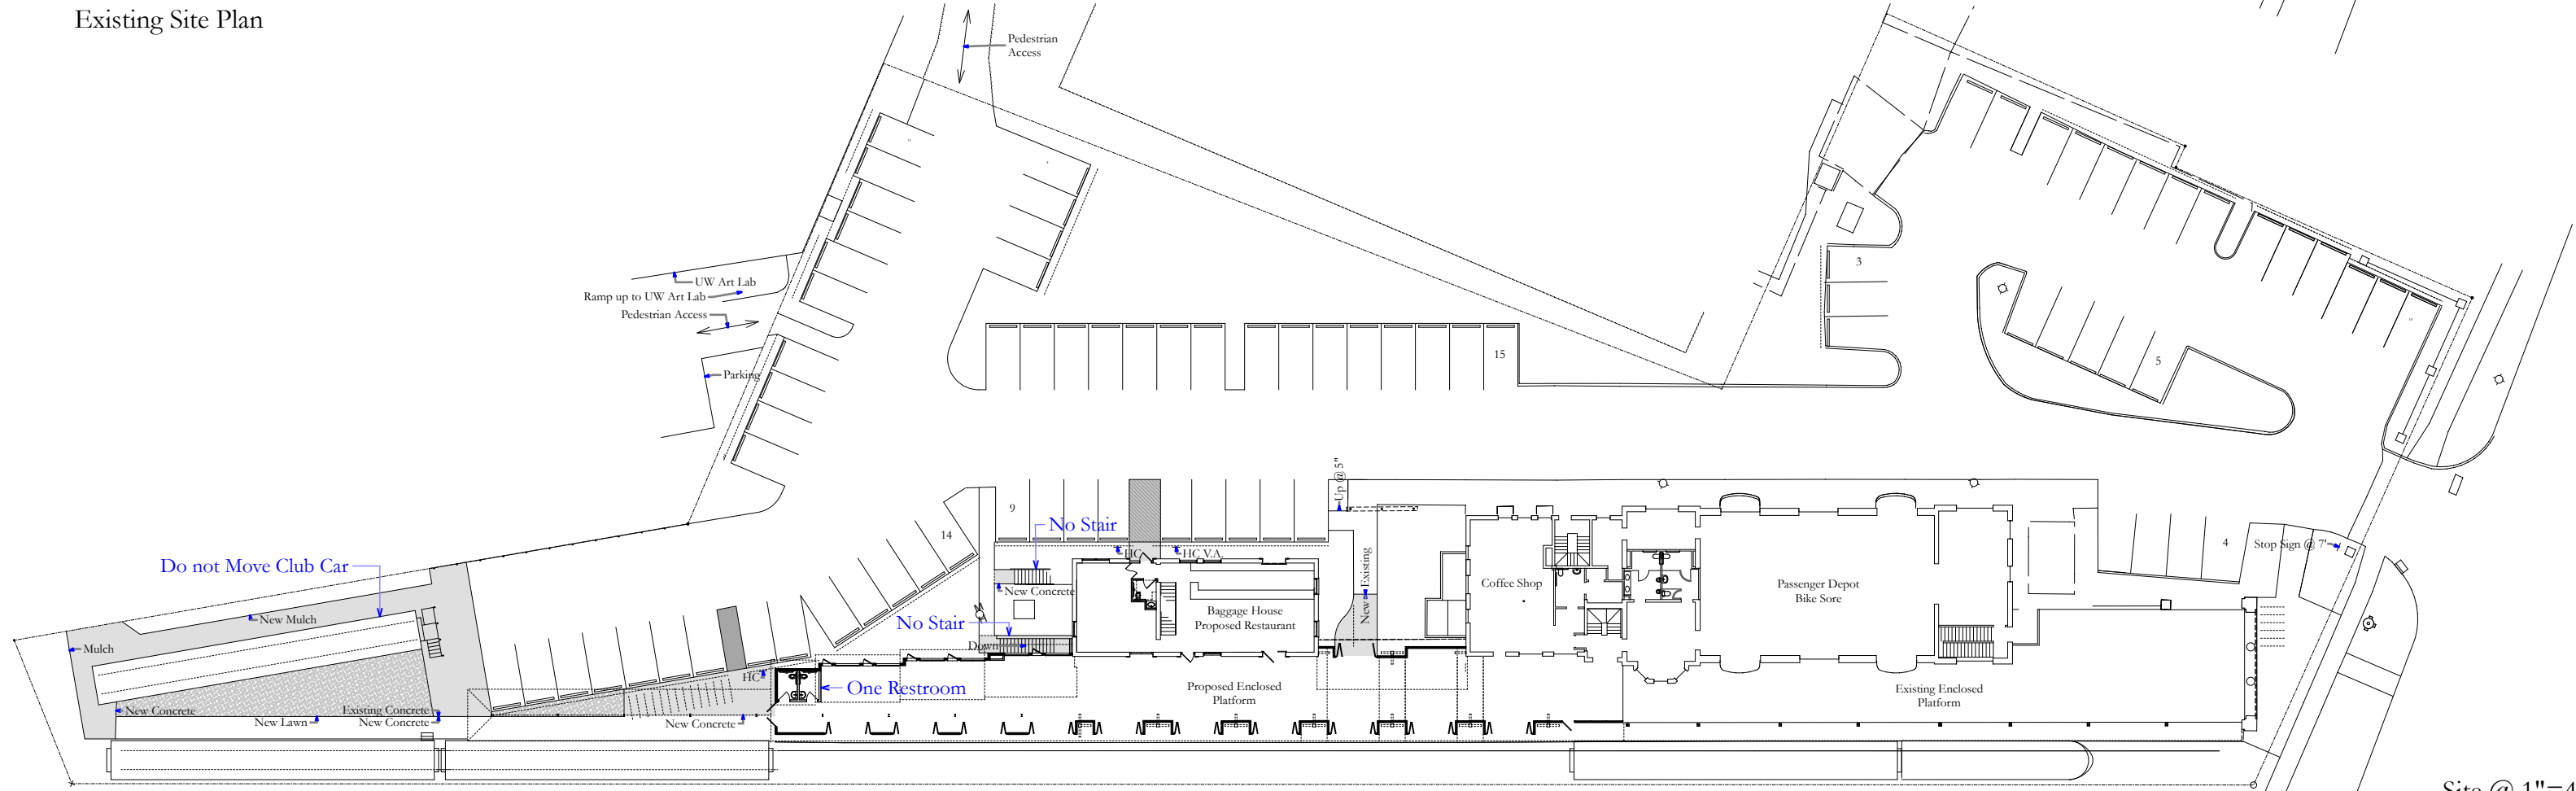 Existing Site Plan
Pedestrian
Access
UW Art Lab
Ramp up to UW Art Lab
Pedestrian Access
Parking
3
15
5
Up @ 5"
9
14
No Stair
HC
HC V.A.
Do not Move Club Car
New Concrete
New Existing
Coffee Shop
Passenger Depot
Bike Sore
4
Stop Sign @ 7'
New Mulch
Baggage House
Proposed Restaurant
No Stair
Down
Mulch
HC
One Restroom
Proposed Enclosed
Platform
Existing Enclosed
Platform
New Concrete
Existing Concrete
New Lawn
New Concrete
New Concrete
Site @ 1"=4